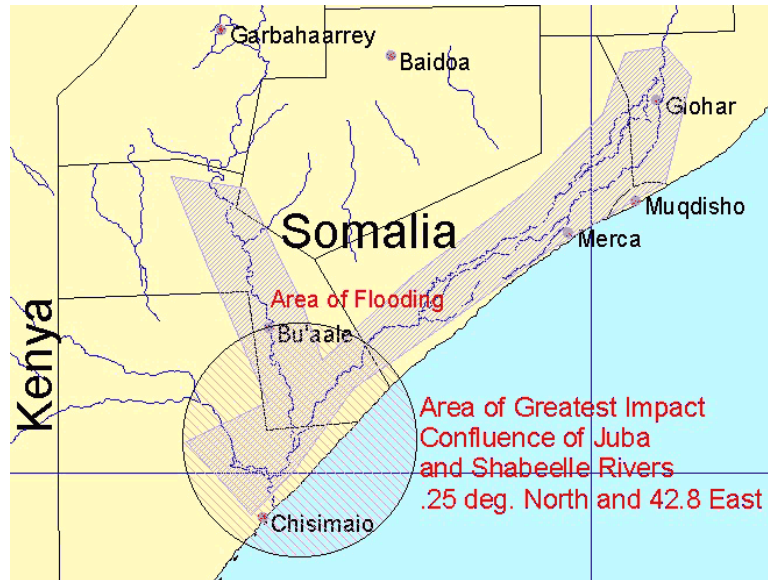 Garbahaarrey
Baidoa
Giohar
Muqdisho
Somalia
Merca
Area of Flooding
Kenya
Bu'aale
Area of Greatest Impact
Confluence of Juba
and Shabeelle Rivers
.25 deg. North and 42.8 East
Chisimaio